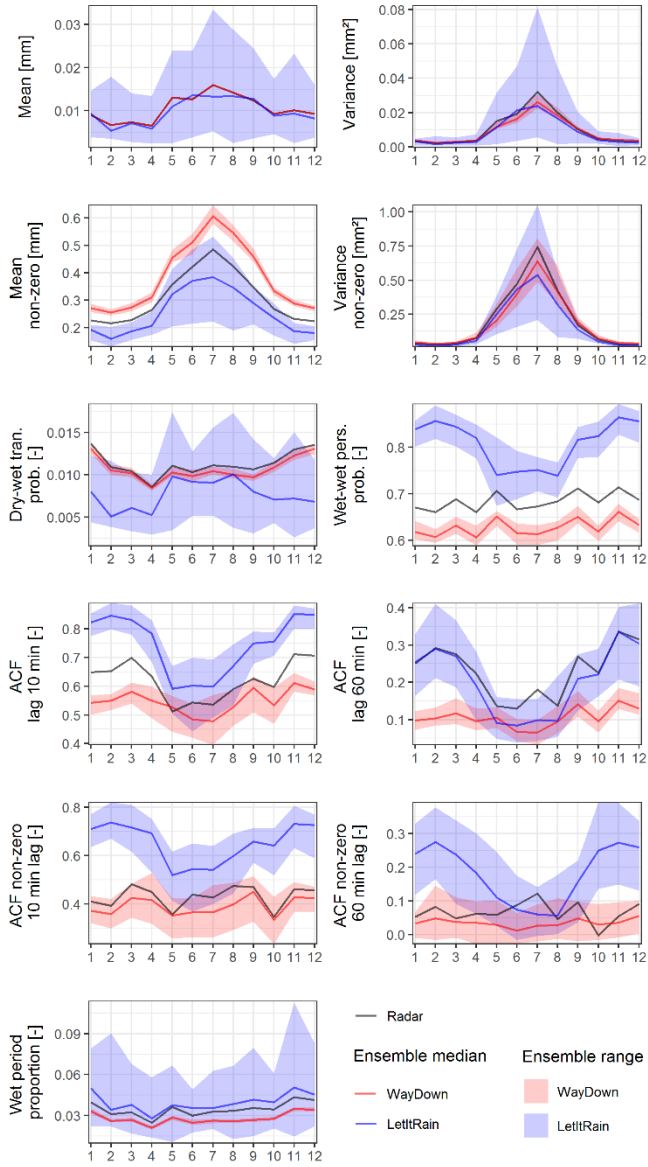 Mean [mm]
0.03
0.02
0.01
1 2 3 4 5 6 7 8 9 10 11 12
Variance [mm²]
0.08
0.06
0.04
0.02
0.00
1 2 3 4 5 6 7 8 9 10 11 12
Mean
non-zero [mm]
0.6
0.5
0.4
0.3
0.2
1 2 3 4 5 6 7 8 9 10 11 12
Variance
non-zero [mm²]
1.00
0.75
0.50
0.25
1 2 3 4 5 6 7 8 9 10 11 12
Dry-wet tran.
prob. [-]
0.015
0.010
0.005
1 2 3 4 5 6 7 8 9 10 11 12
Wet-wet pers.
prob. [-]
0.8
0.7
0.6
1 2 3 4 5 6 7 8 9 10 11 12
ACF
lag 10 min [-]
0.8
0.7
0.6
0.5
0.4
1 2 3 4 5 6 7 8 9 10 11 12
ACF
lag 60 min [-]
0.4
0.3
0.2
0.1
1 2 3 4 5 6 7 8 9 10 11 12
ACF non-zero
10 min lag [-]
0.8
0.6
0.4
1 2 3 4 5 6 7 8 9 10 11 12
ACF non-zero
60 min lag [-]
0.3
0.2
0.1
0.0
1 2 3 4 5 6 7 8 9 10 11 12
Wet period
proportion [-]
0.09
0.06
0.03
1 2 3 4 5 6 7 8 9 10 11 12
Radar
Ensemble median
WayDown
LetItRain
Ensemble range
WayDown
LetItRain